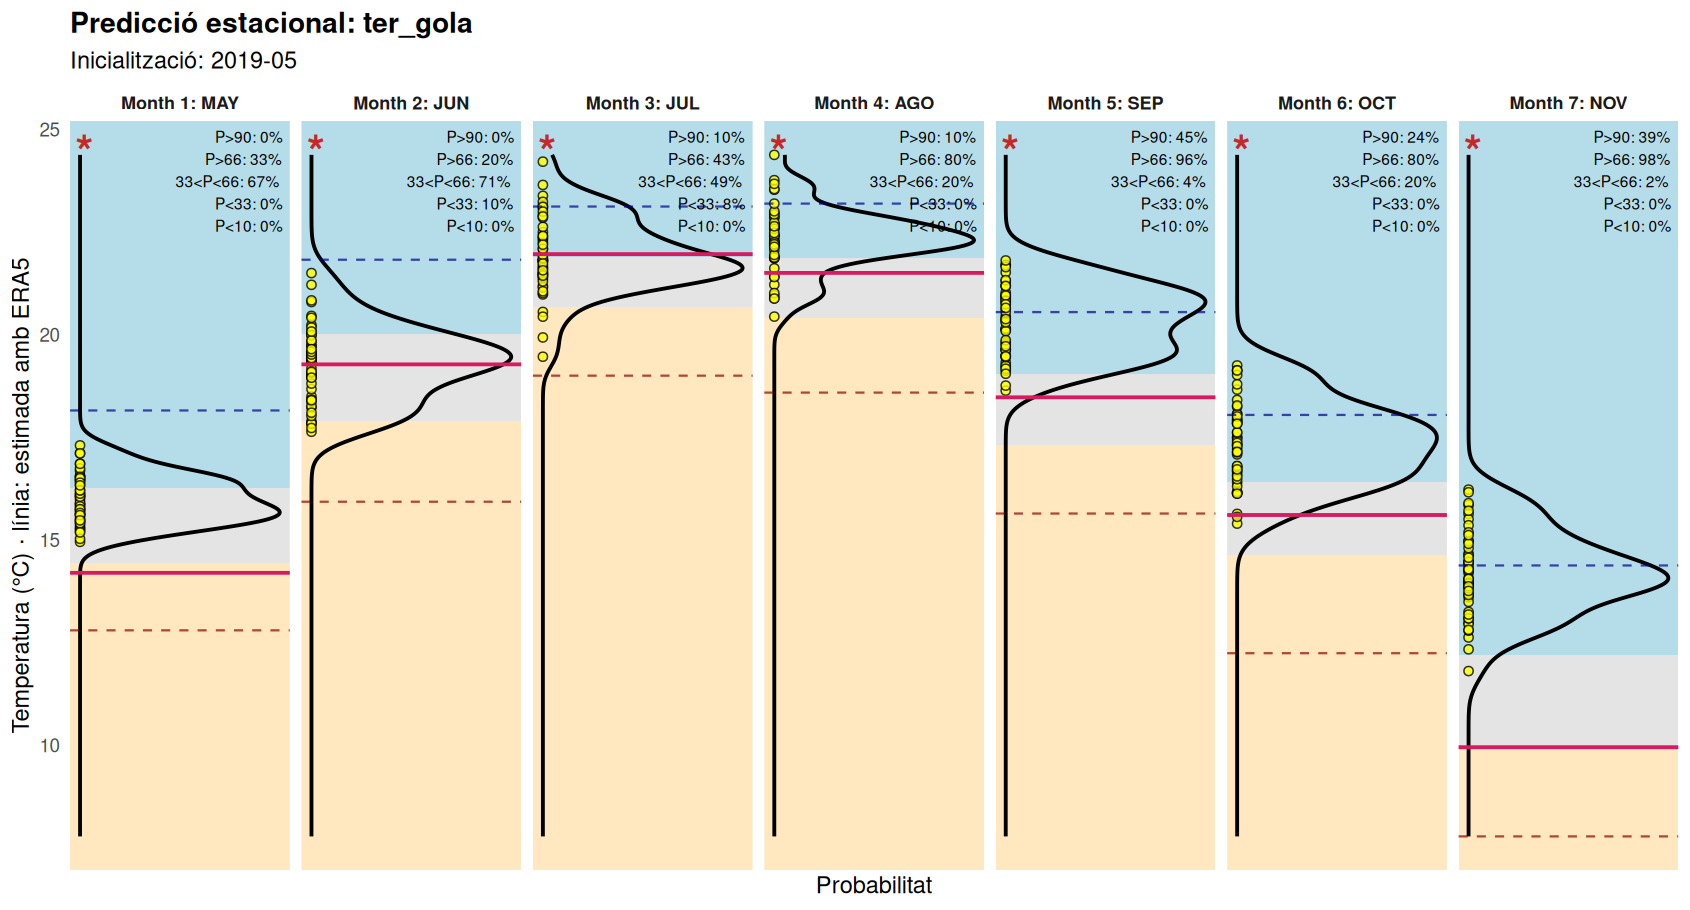 Predicció estacional: ter_gola
Inicialització: 2019-05
Month 1: MAY
Month 2: JUN
Month 3: JUL
Month 4: AGO
Month 5: SEP
Month 6: OCT
Month 7: NOV
*
P>90: 0%
P>66: 33%
33<P<66: 67%
P<33: 0%
P<10: 0%
*
P>90: 0%
P>66: 20%
33<P<66: 71%
P<33: 10%
P<10: 0%
*
P>90: 10%
P>66: 43%
33<P<66: 49%
P<33: 8%
P<10: 0%
*
P>90: 10%
P>66: 80%
33<P<66: 20%
P<33: 0%
P<10: 0%
*
P>90: 45%
P>66: 96%
33<P<66: 4%
P<33: 0%
P<10: 0%
*
P>90: 24%
P>66: 80%
33<P<66: 20%
P<33: 0%
P<10: 0%
*
P>90: 39%
P>66: 98%
33<P<66: 2%
P<33: 0%
P<10: 0%
25
20
15
10
Temperatura (°C) · línia: estimada amb ERA5
Probabilitat